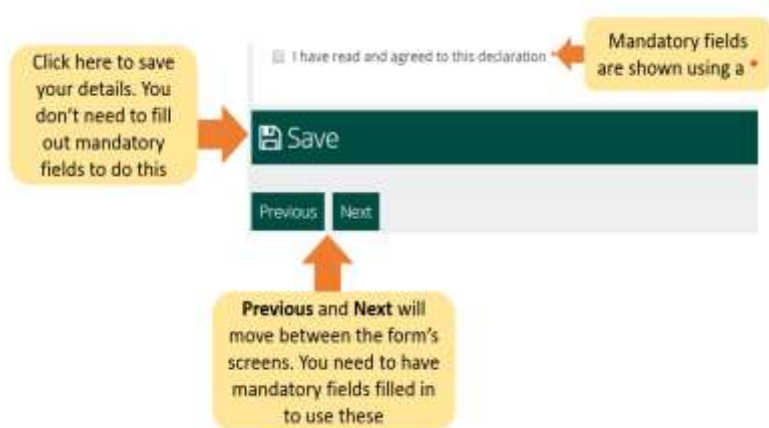 Click here to save
your details. You
don't need to fill
out mandatory
fields to do this
I have read and agreed to this declaration
Mandatory fields
are shown using a *
Save
Previous Next
Previous and Next will
move between the form's
screens. You need to have
mandatory fields filled in
to use these